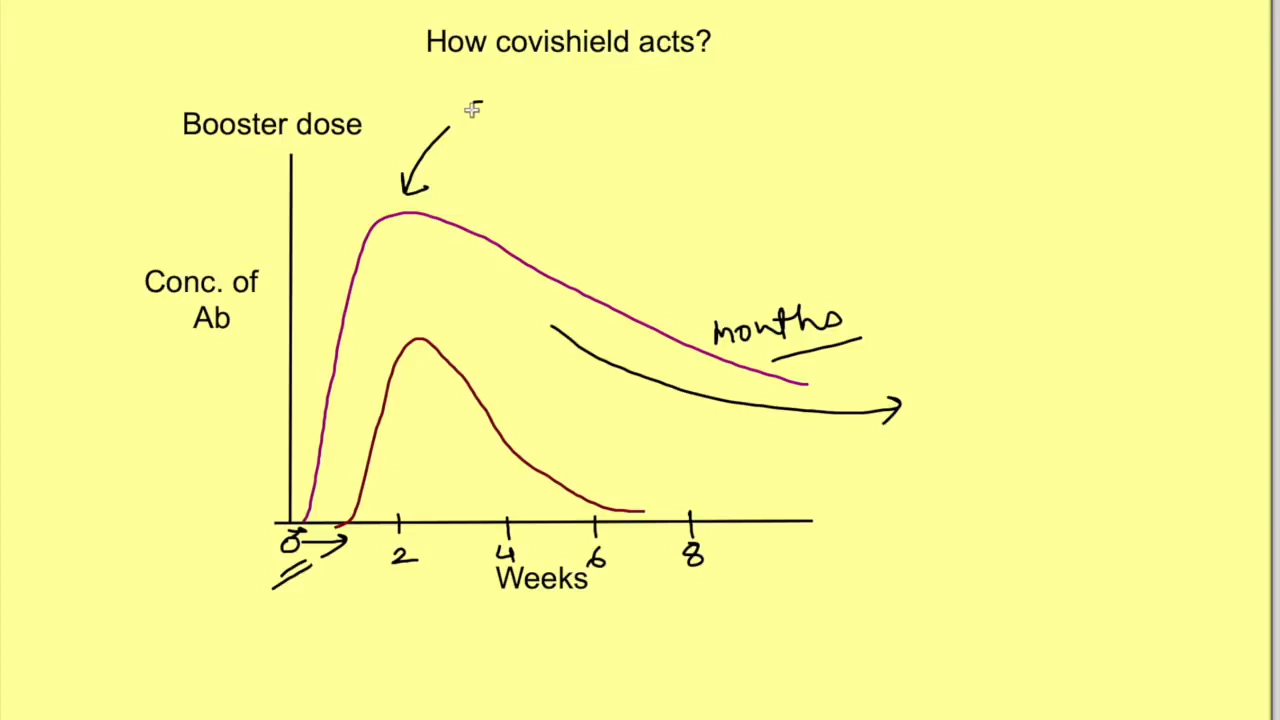 How covishield acts?
Booster dose
Conc. of
Ab
months
0
2
4
6
8
Weeks